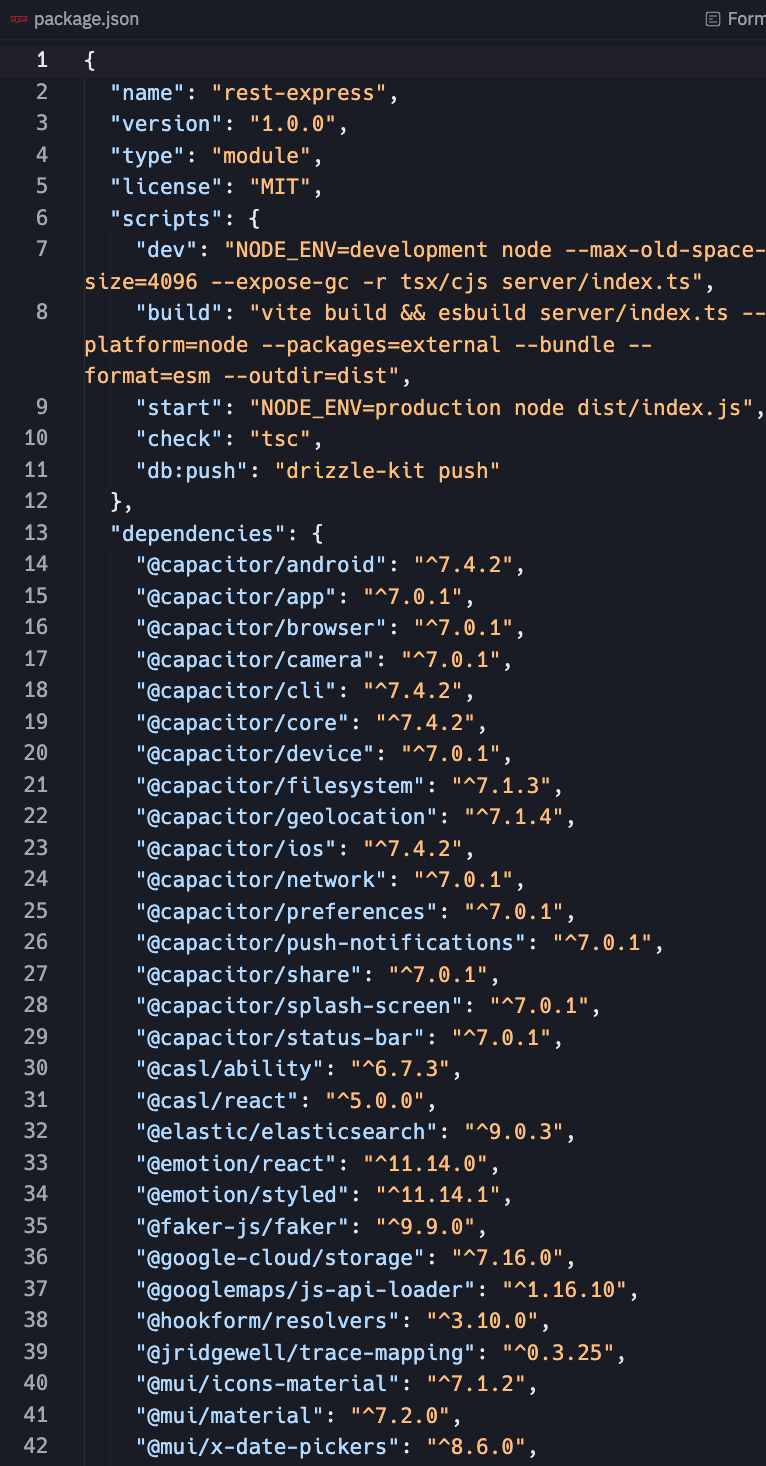 package.json
Form
1 {
2 "name": "rest-express",
3 "version": "1.0.0",
4 "type": "module",
5 "license": "MIT",
6 "scripts": {
7 "dev": "NODE_ENV=development node --max-old-space-
size=4096 --expose-gc -r tsx/cjs server/index.ts",
8 "build": "vite build && esbuild server/index.ts --
platform=node --packages=external --bundle --
format=esm --outdir=dist",
9 "start": "NODE_ENV=production node dist/index.js",
10 "check": "tsc",
11 "db:push": "drizzle-kit push"
12 },
13 "dependencies": {
14 "@capacitor/android": "^7.4.2",
15 "@capacitor/app": "^7.0.1",
16 "@capacitor/browser": "^7.0.1",
17 "@capacitor/camera": "^7.0.1",
18 "@capacitor/cli": "^7.4.2",
19 "@capacitor/core": "^7.4.2",
20 "@capacitor/device": "^7.0.1",
21 "@capacitor/filesystem": "^7.1.3",
22 "@capacitor/geolocation": "^7.1.4",
23 "@capacitor/ios": "^7.4.2",
24 "@capacitor/network": "^7.0.1",
25 "@capacitor/preferences": "^7.0.1",
26 "@capacitor/push-notifications": "^7.0.1",
27 "@capacitor/share": "^7.0.1",
28 "@capacitor/splash-screen": "^7.0.1",
29 "@capacitor/status-bar": "^7.0.1",
30 "@casl/ability": "^6.7.3",
31 "@casl/react": "^5.0.0",
32 "@elastic/elasticsearch": "^9.0.3",
33 "@emotion/react": "^11.14.0",
34 "@emotion/styled": "^11.14.1",
35 "@faker-js/faker": "^9.9.0",
36 "@google-cloud/storage": "^7.16.0",
37 "@googlemaps/js-api-loader": "^1.16.10",
38 "@hookform/resolvers": "^3.10.0",
39 "@jridgewell/trace-mapping": "^0.3.25",
40 "@mui/icons-material": "^7.1.2",
41 "@mui/material": "^7.2.0",
42 "@mui/x-date-pickers": "^8.6.0",